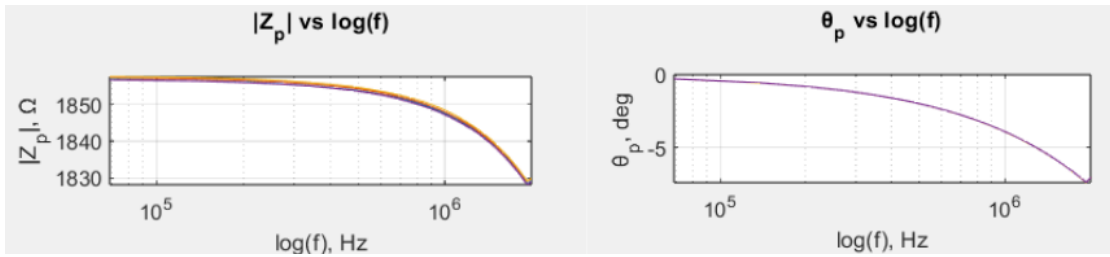 |Z_p| vs log(f)
|Z_p|, Ω
1850
1840
1830
10^5
10^6
log(f), Hz
θ_p vs log(f)
θ_p, deg
0
-5
10^5
10^6
log(f), Hz